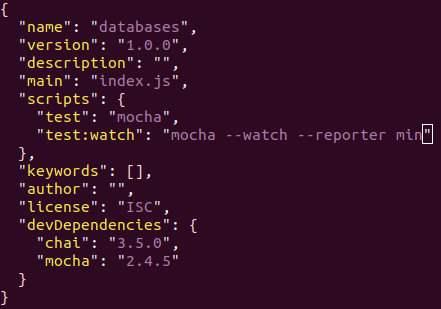 {
  "name": "databases",
  "version": "1.0.0",
  "description": "",
  "main": "index.js",
  "scripts": {
    "test": "mocha",
    "test:watch": "mocha --watch --reporter min"
  },
  "keywords": [],
  "author": "",
  "license": "ISC",
  "devDependencies": {
    "chai": "3.5.0",
    "mocha": "2.4.5"
  }
}